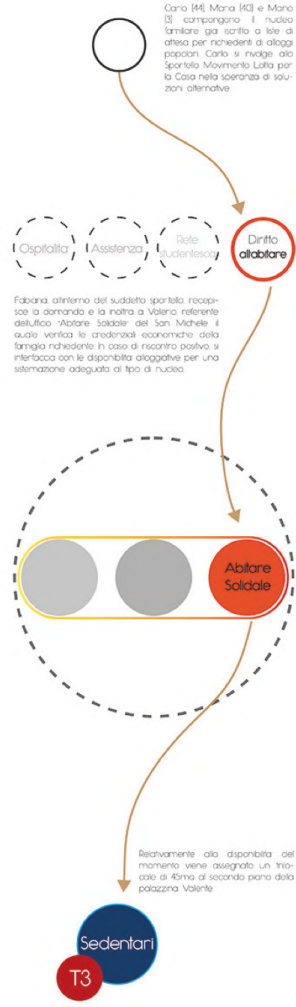 Carlo (44), Maria (40) e Mario
(3) compongono il nucleo
familiare già iscritto a liste di
attesa per richiedenti di alloggi
popolari. Carlo si rivolge allo
Sportello Movimento Lotta per
la Casa nella speranza di solu-
zioni alternative
Ospitalità
Assistenza
Rete
studentesca
Diritto
all'abitare
Fabiana, all'interno del suddetto sportello, recepi-
sce la domanda e la inoltra a Valerio, referente
dell'ufficio "Abitare Solidale" del San Michele il
quale verifica le credenziali economiche della
famiglia richiedente. In caso di riscontro positivo, si
interfaccia con le disponibilità alloggiative per una
sistemazione adeguata al tipo di nucleo.
Abitare
Solidale
Relativamente alla disponibilità del
momento viene assegnato un trilo-
cale di 45mq al secondo piano della
palazzina Valente
Sedentari
T3